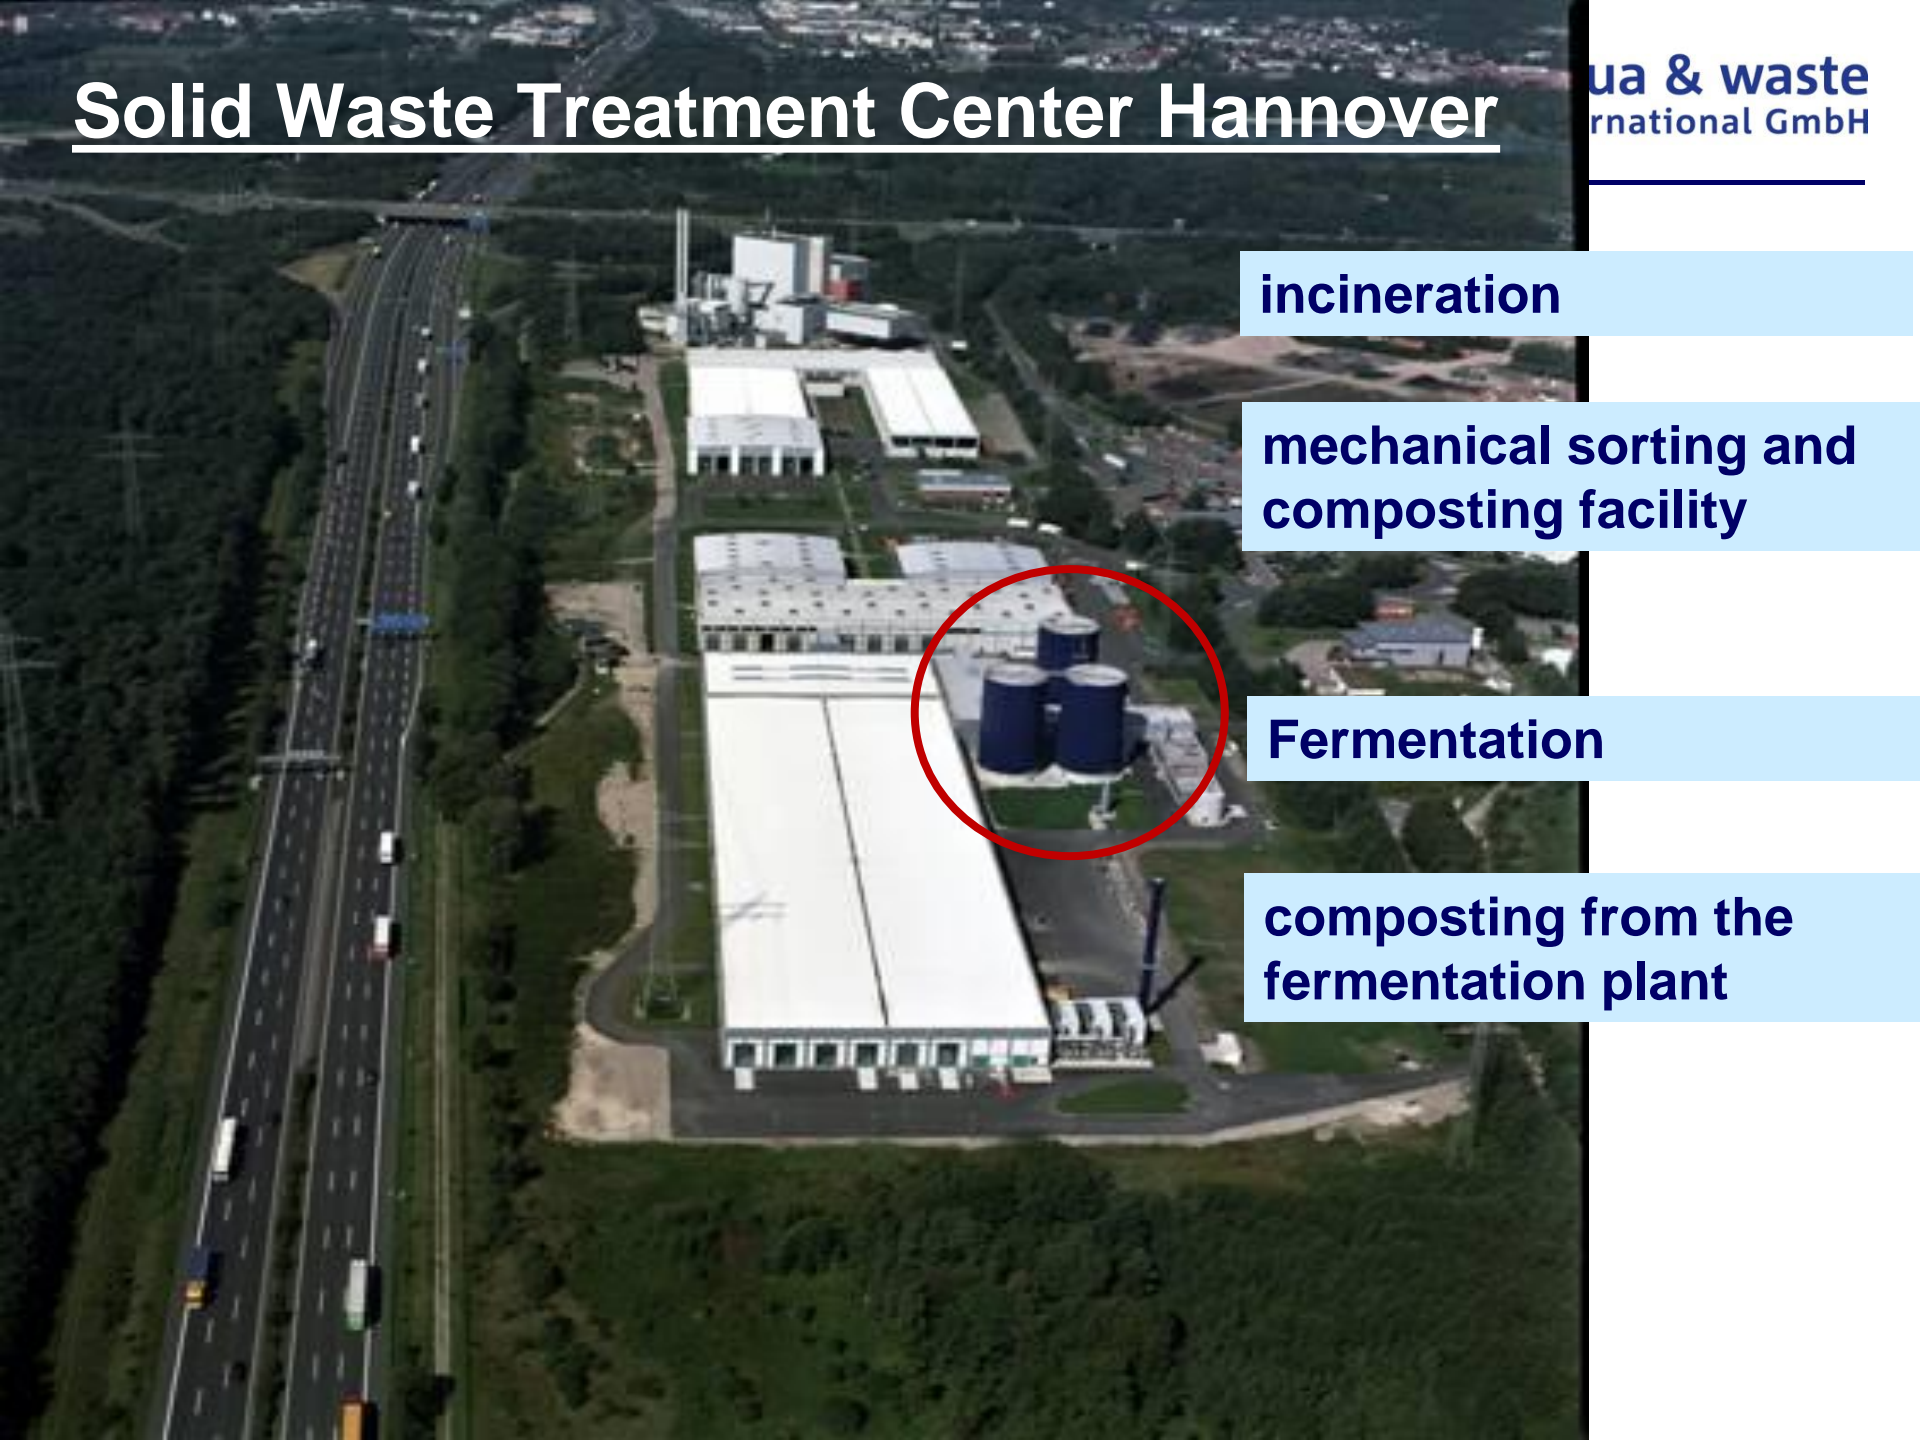 Solid Waste Treatment Center Hannover
ua & waste
rnational GmbH
incineration
mechanical sorting and
composting facility
Fermentation
composting from the
fermentation plant